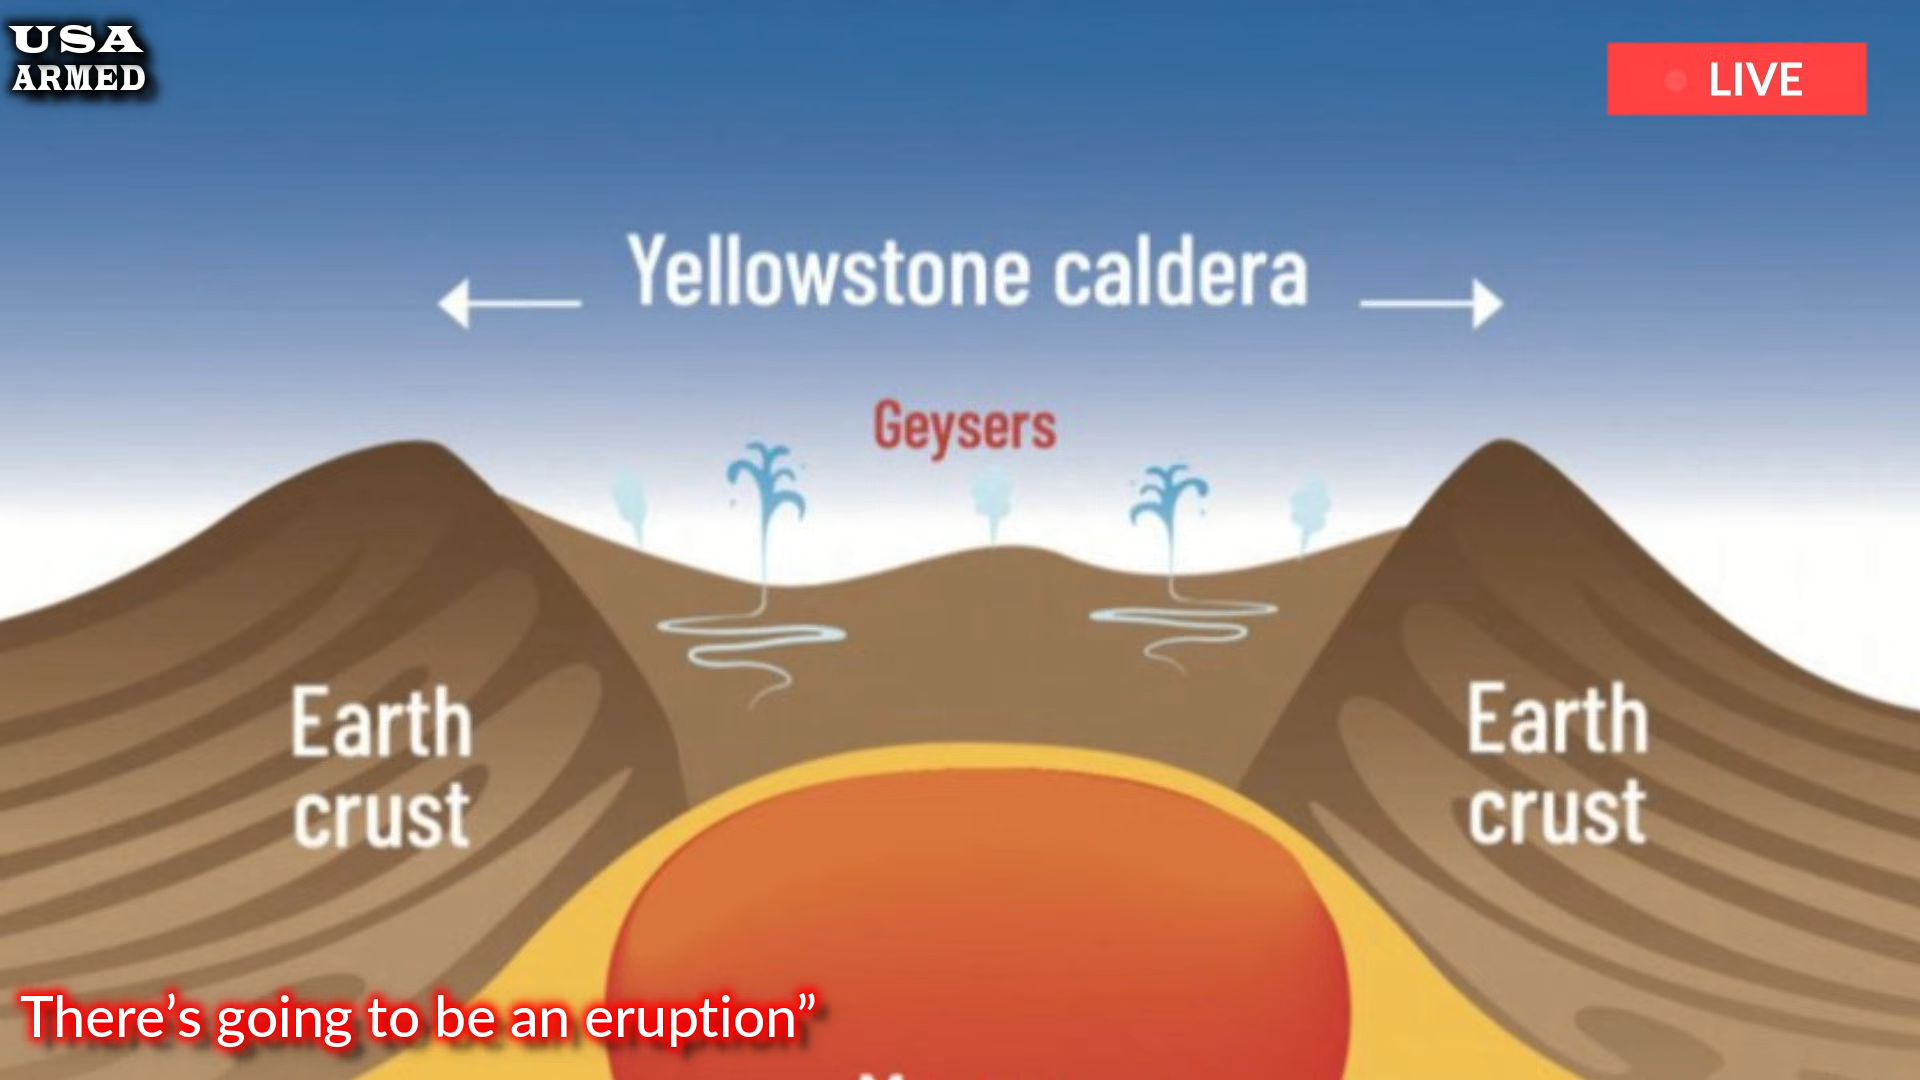 USA
ARMED
LIVE
Yellowstone caldera
Geysers
Earth
crust
Earth
crust
There’s going to be an eruption”